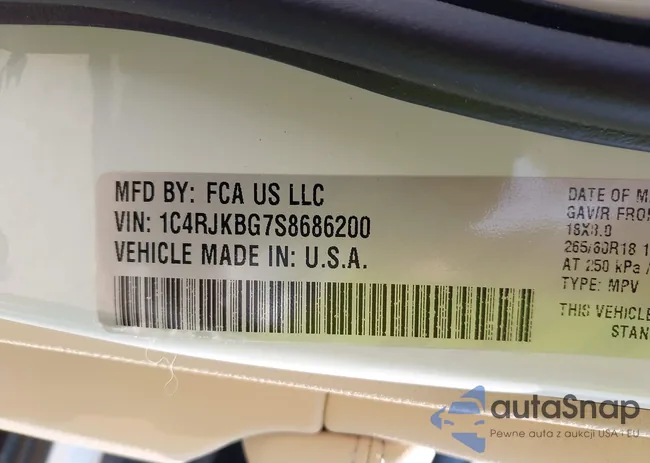 MFD BY: FCA US LLC
VIN: 1C4RJKBG7S8686200
VEHICLE MADE IN: U.S.A.
DATE OF M
GAWR FRO
18X8.0
265/60R18 1
AT 250 kPa /
TYPE: MPV
THIS VEHICLE
STAN
autaSnap
Pewne auta z aukcji USA i EU